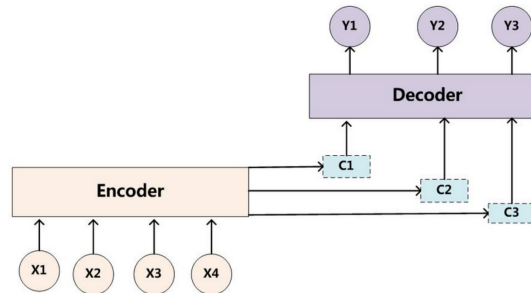 Y1 Y2 Y3
Decoder
C1
Encoder
C2
C3
X1 X2 X3 X4